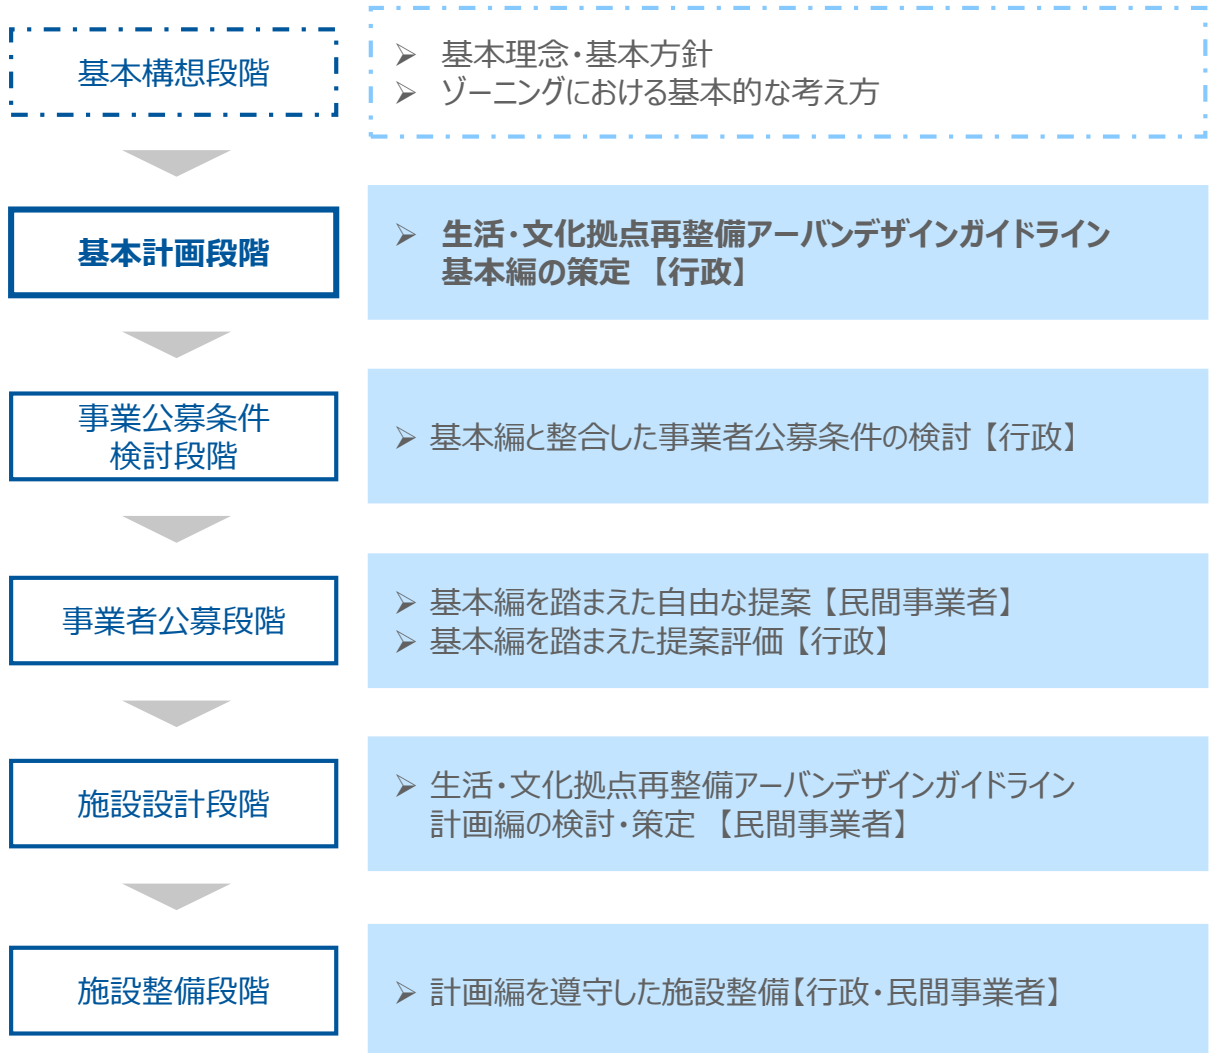 基本構想段階
➢ 基本理念・基本方針
➢ ゾーニングにおける基本的な考え方
基本計画段階
➢ 生活・文化拠点再整備アーバンデザインガイドライン
基本編の策定 【行政】
事業公募条件
検討段階
➢ 基本編と整合した事業者公募条件の検討【行政】
事業者公募段階
➢ 基本編を踏まえた自由な提案【民間事業者】
➢ 基本編を踏まえた提案評価【行政】
施設設計段階
➢ 生活・文化拠点再整備アーバンデザインガイドライン
計画編の検討・策定 【民間事業者】
施設整備段階
➢ 計画編を遵守した施設整備【行政・民間事業者】